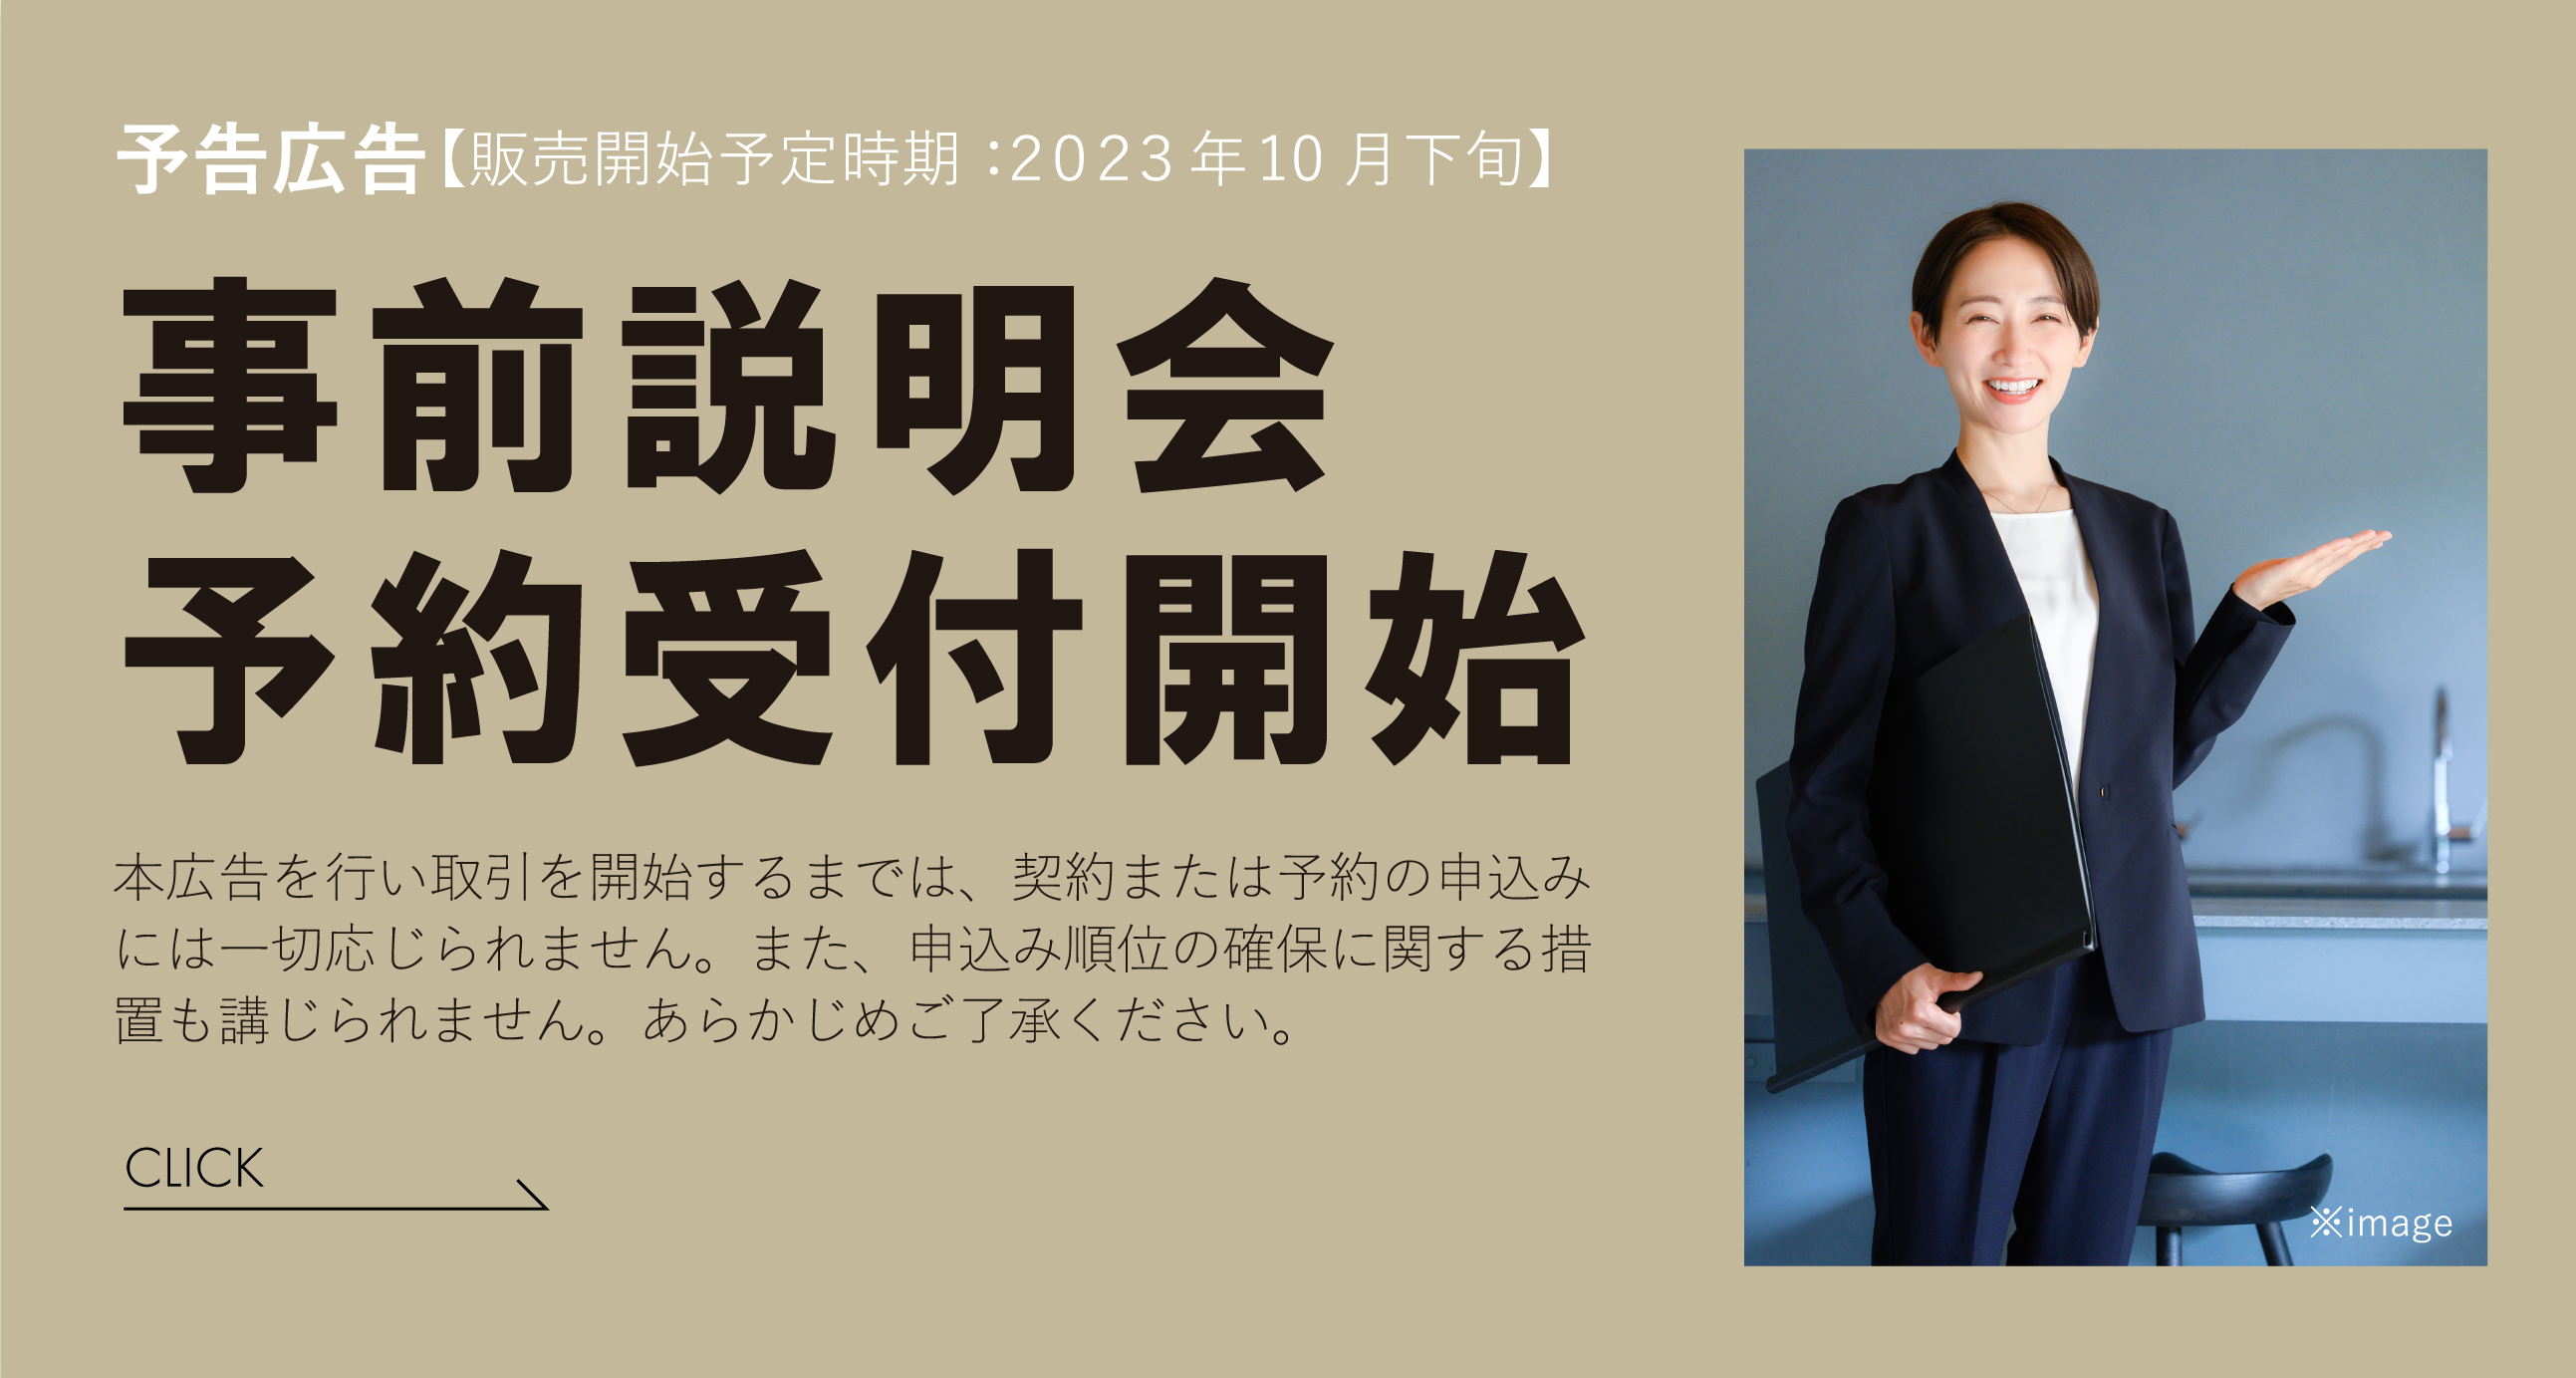 予告広告【販売開始予定時期：2023年10月下旬】
事前説明会
予約受付開始
本広告を行い取引を開始するまでは、契約または予約の申込み
には一切応じられません。また、申込み順位の確保に関する措
置も講じられません。あらかじめご了承ください。
CLICK
※image